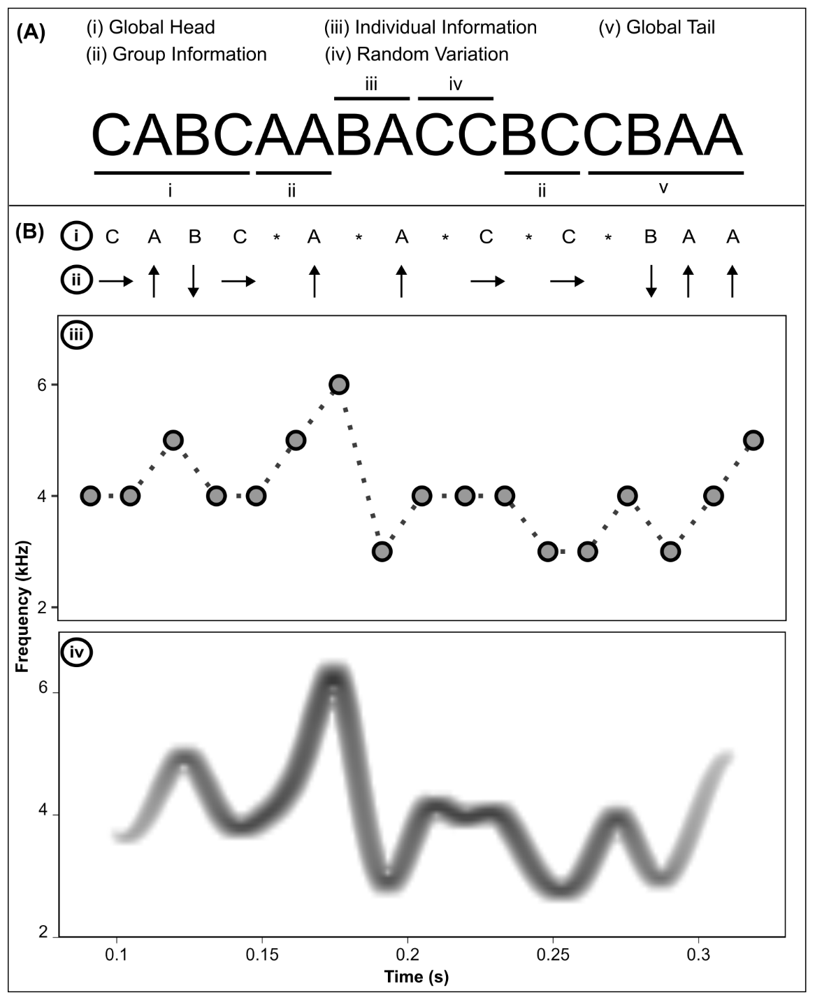 (A) (i) Global Head (iii) Individual Information (v) Global Tail
(ii) Group Information (iv) Random Variation
iii iv
CABCAABACCBCCBAA
i ii ii v
(B) i C A B C * A * A * C * C * B A A
ii → ↑ ↓ → ↑ ↑ → → ↓ ↑ ↑
iii
6
4
2
Frequency (kHz)
iv
6
4
2
0.1 0.15 0.2 0.25 0.3
Time (s)